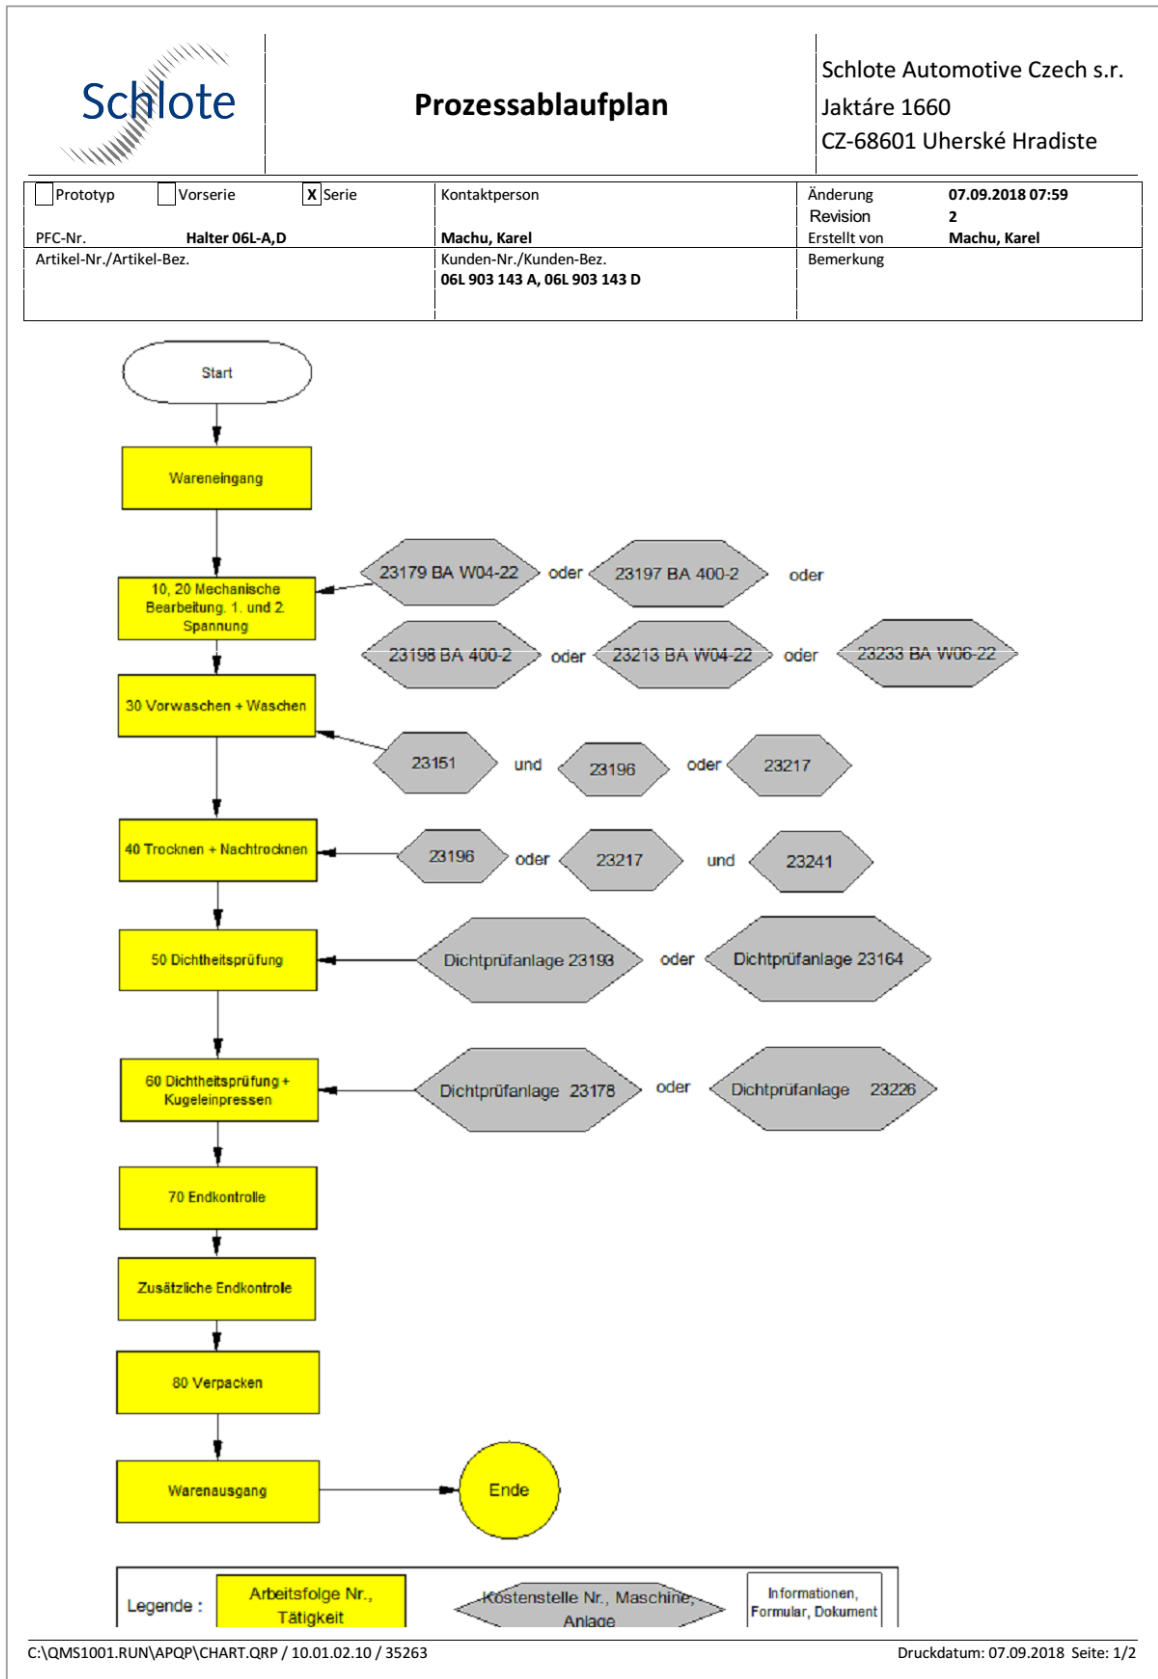 Schlote
Prozessablaufplan
Schlote Automotive Czech s.r.
Jaktáre 1660
CZ-68601 Uherské Hradiste
Prototyp Vorserie X Serie
Kontaktperson
Änderung 07.09.2018 07:59
Revision 2
PFC-Nr. Halter 06L-A,D
Machu, Karel
Erstellt von Machu, Karel
Artikel-Nr./Artikel-Bez.
Kunden-Nr./Kunden-Bez.
06L 903 143 A, 06L 903 143 D
Bemerkung
Start
Wareneingang
10, 20 Mechanische
Bearbeitung. 1. und 2.
Spannung
23179 BA W04-22 oder 23197 BA 400-2 oder
23198 BA 400-2 oder 23213 BA W04-22 oder 23233 BA W06-22
30 Vorwaschen + Waschen
23151 und 23196 oder 23217
40 Trocknen + Nachtrocknen
23196 oder 23217 und 23241
50 Dichtheitsprüfung
Dichtprüfanlage 23193 oder Dichtprüfanlage 23164
60 Dichtheitsprüfung +
Kugeleinpressen
Dichtprüfanlage 23178 oder Dichtprüfanlage 23226
70 Endkontrolle
Zusätzliche Endkontrole
80 Verpacken
Warenausgang
Ende
Legende :
Arbeitsfolge Nr.,
Tätigkeit
Kostenstelle Nr., Maschine,
Anlage
Informationen,
Formular, Dokument
C:\QMS1001.RUN\APQP\CHART.QRP / 10.01.02.10 / 35263
Druckdatum: 07.09.2018 Seite: 1/2